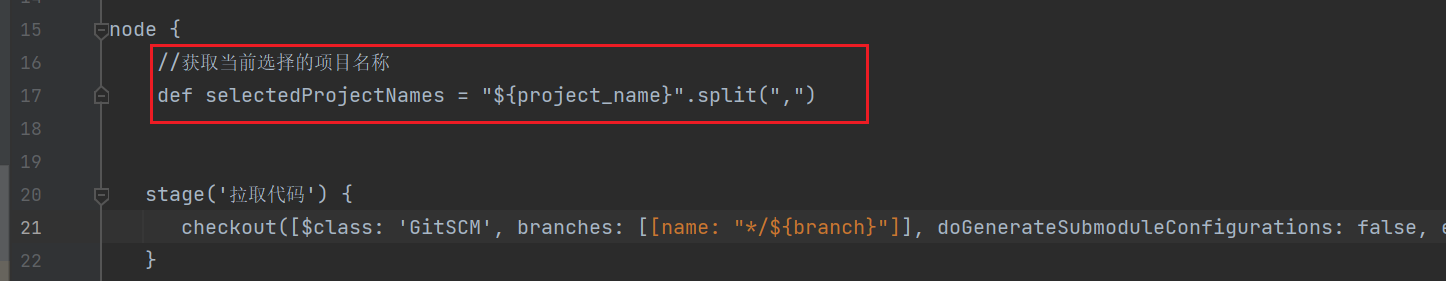 15 node {
16 //获取当前选择的项目名称
17 def selectedProjectNames = "${project_name}".split(",")
18
19
20 stage('拉取代码') {
21 checkout([$class: 'GitSCM', branches: [[name: "*/${branch}"]], doGenerateSubmoduleConfigurations: false,
22 }